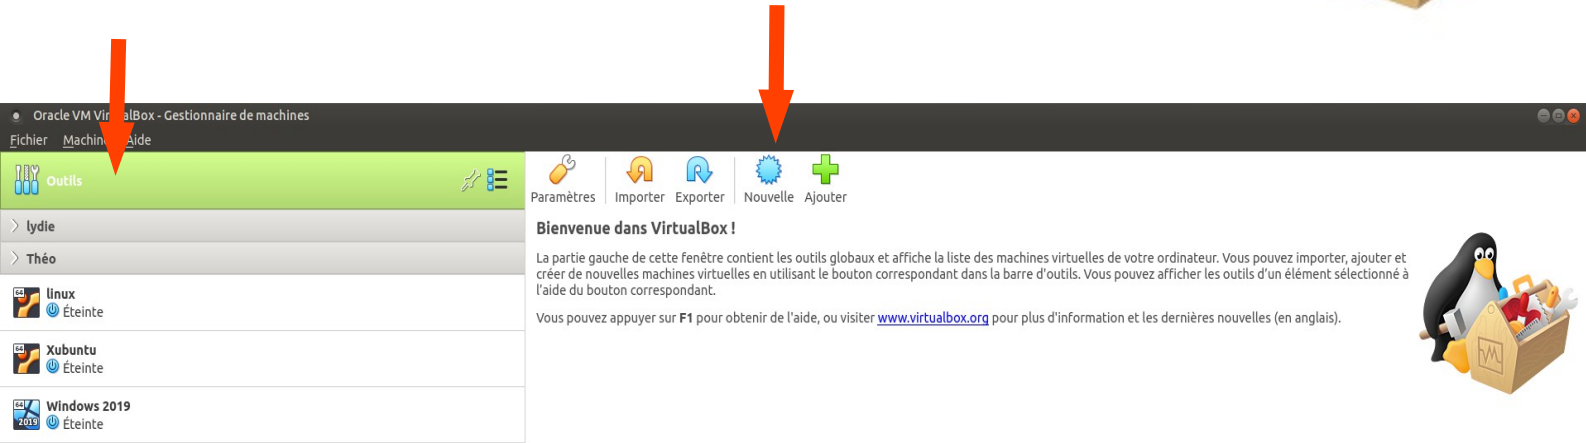 Oracle VM VirtualBox - Gestionnaire de machines
Fichier Machine Aide
Outils
Paramètres Importer Exporter Nouvelle Ajouter
lydie
Théo
64 linux
Éteinte
64 Xubuntu
Éteinte
64 2019 Windows 2019
Éteinte
Bienvenue dans VirtualBox !
La partie gauche de cette fenêtre contient les outils globaux et affiche la liste des machines virtuelles de votre ordinateur. Vous pouvez importer, ajouter et
créer de nouvelles machines virtuelles en utilisant le bouton correspondant dans la barre d'outils. Vous pouvez afficher les outils d'un élément sélectionné à
l'aide du bouton correspondant.
Vous pouvez appuyer sur F1 pour obtenir de l'aide, ou visiter www.virtualbox.org pour plus d'information et les dernières nouvelles (en anglais).